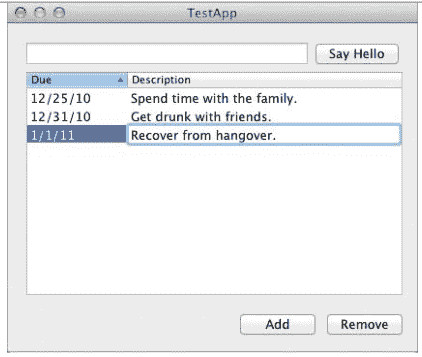 TestApp
Say Hello
Due Description
12/25/10 Spend time with the family.
12/31/10 Get drunk with friends.
1/1/11 Recover from hangover.
Add Remove